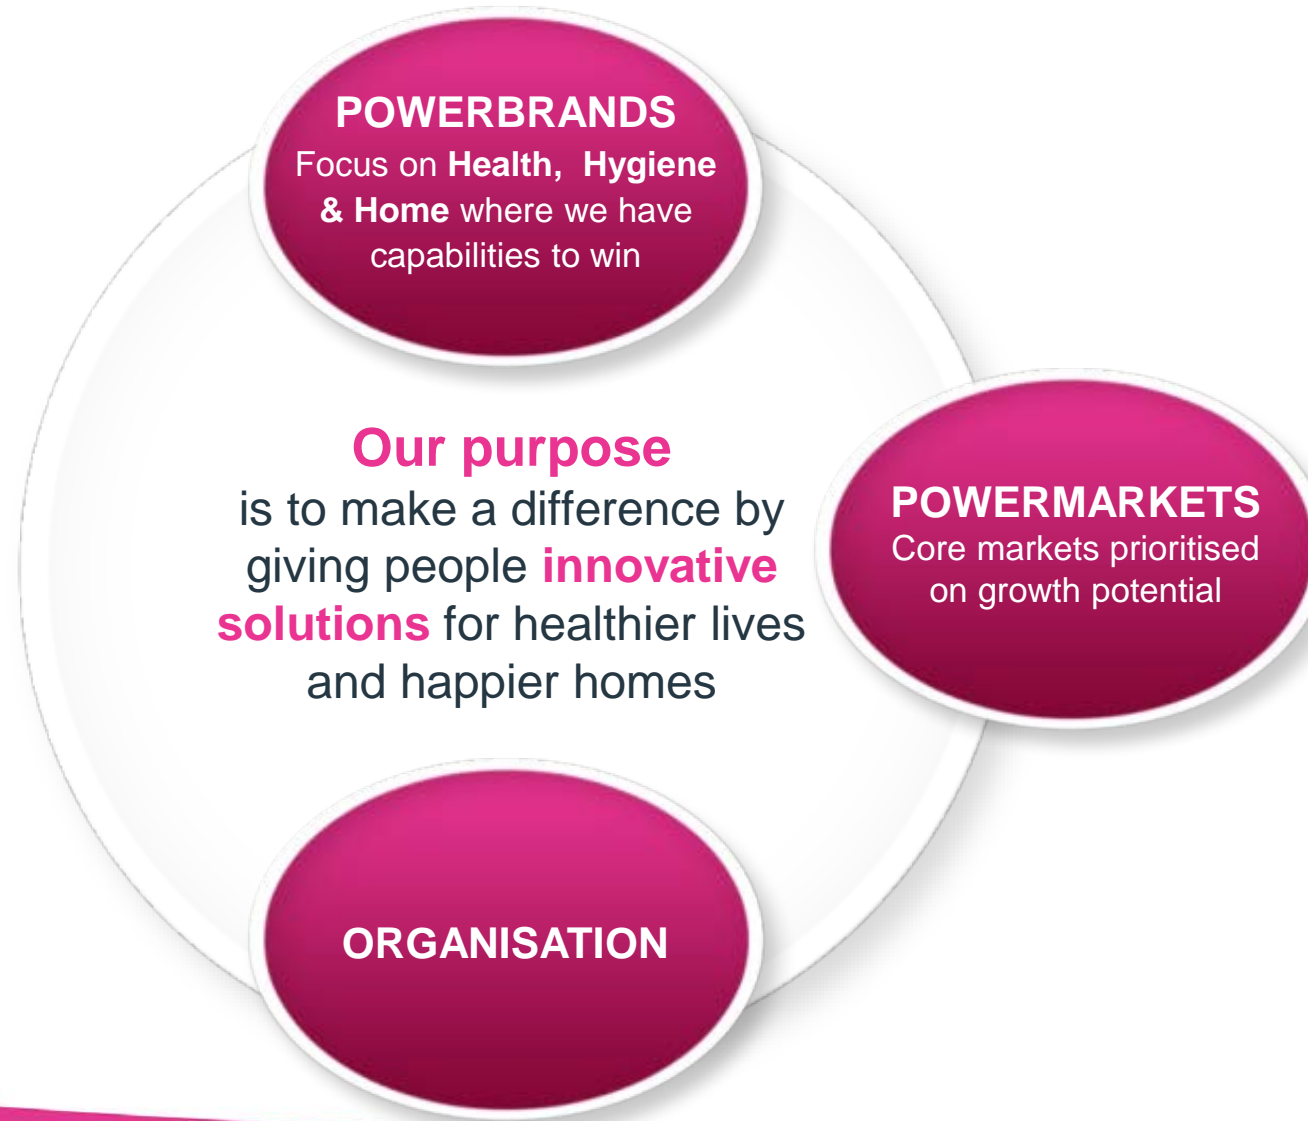 POWERBRANDS
Focus on Health, Hygiene
& Home where we have
capabilities to win
Our purpose
is to make a difference by
giving people innovative
solutions for healthier lives
and happier homes
POWERMARKETS
Core markets prioritised
on growth potential
ORGANISATION